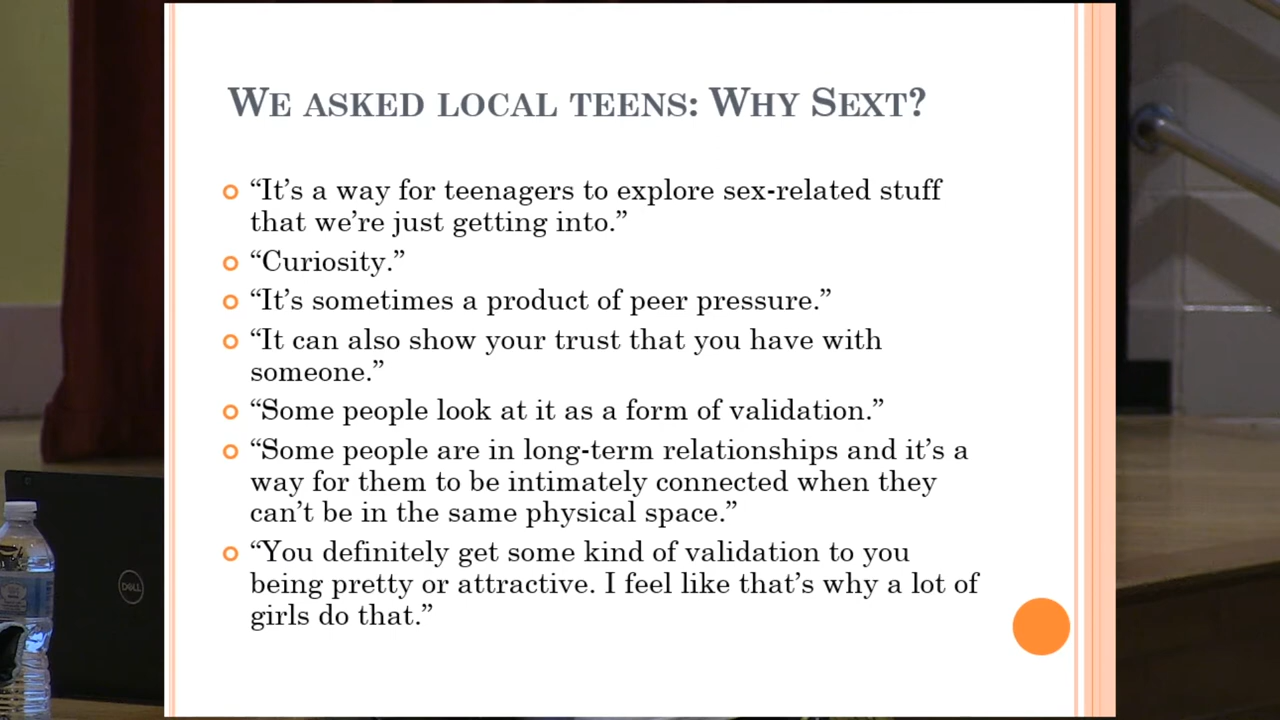 WE ASKED LOCAL TEENS: WHY SEXT?
“It’s a way for teenagers to explore sex-related stuff
that we’re just getting into.”
“Curiosity.”
“It’s sometimes a product of peer pressure.”
“It can also show your trust that you have with
someone.”
“Some people look at it as a form of validation.”
“Some people are in long-term relationships and it’s a
way for them to be intimately connected when they
can’t be in the same physical space.”
“You definitely get some kind of validation to you
being pretty or attractive. I feel like that’s why a lot of
girls do that.”
DELL